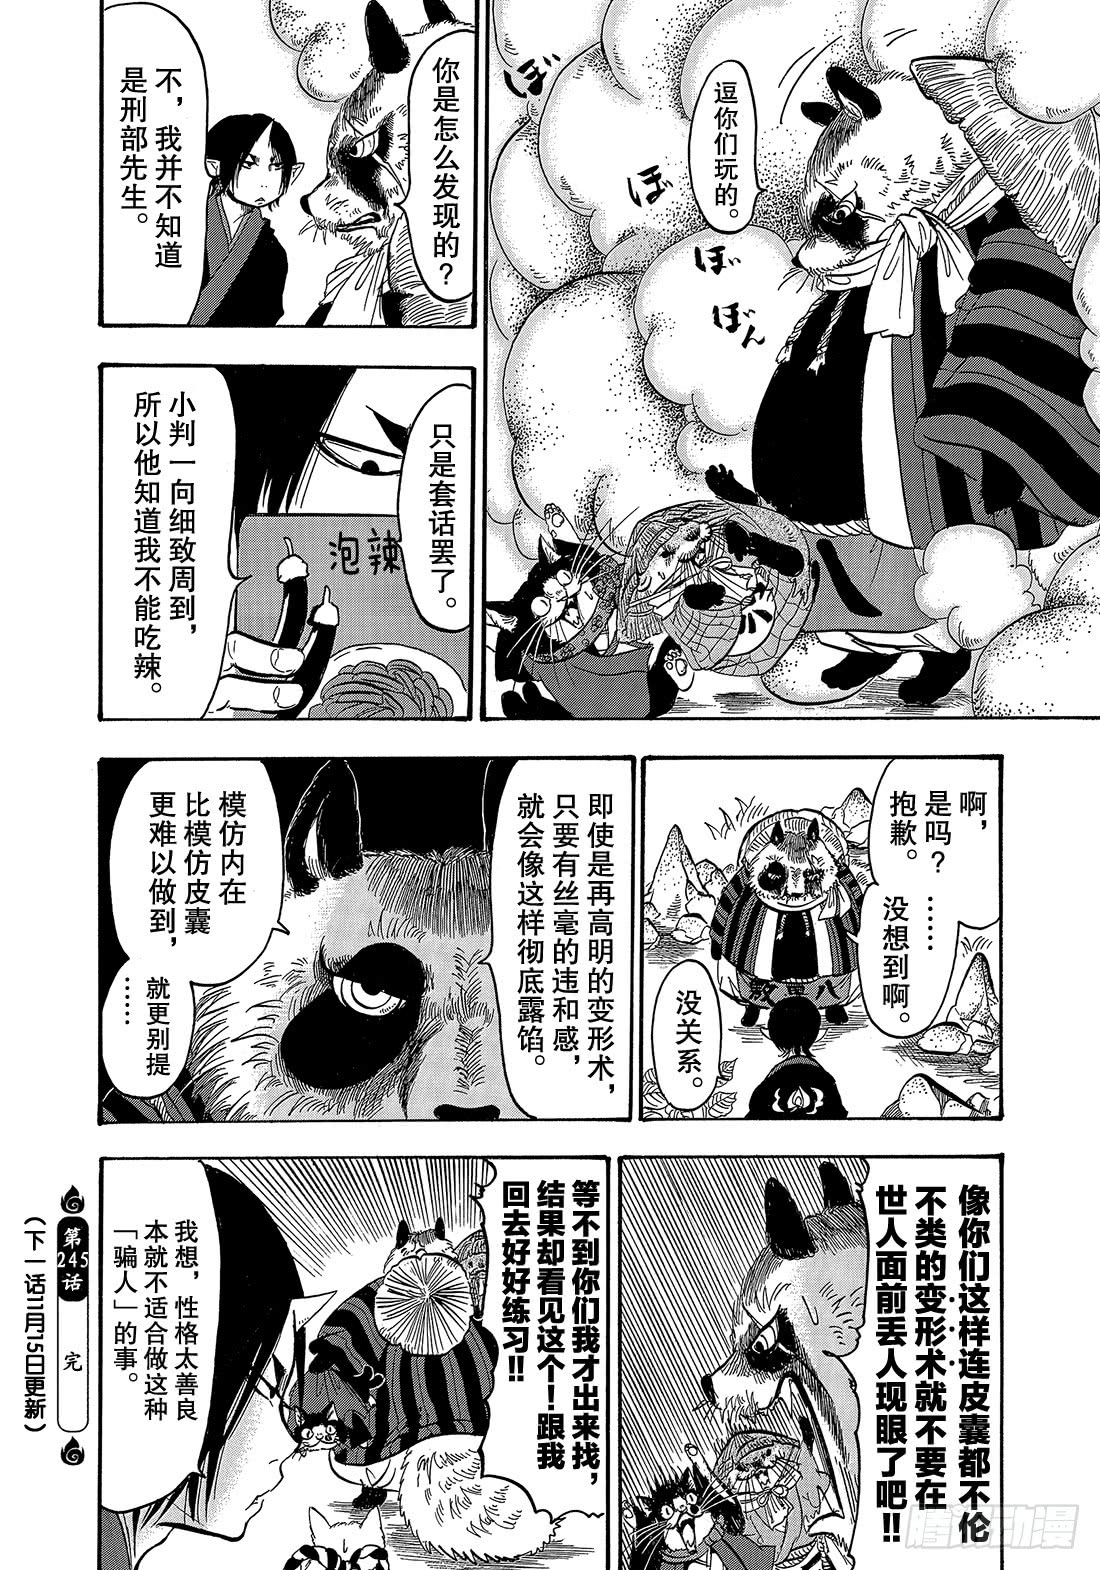 逗你们玩的。
ぼっ
ぼ
ぼぃ
ぼん
你是怎么发现的？
不，我并不知道
是刑部先生。
只是套话罢了。
泡辣
小判一向细致周到，
所以他知道我不能吃辣。
啊，
是吗？
抱歉。
……
没想到啊。
没关系。
八
即使是再高明的变形术，
只要有丝毫的违和感，
就会像这样彻底露馅。
模仿内在
比模仿皮囊
更难以做到，
就更别提
……
像你们这样连皮囊都不伦
不类的变形术就不要在
世人面前丢人现眼了吧!!
等不到你们我才出来找，
结果却看见这个！跟我
回去好好练习!!
我想，性格太善良
本就不适合做这种
「骗人」的事。
第245话 完
（下一话11月15日更新）
腾讯动漫